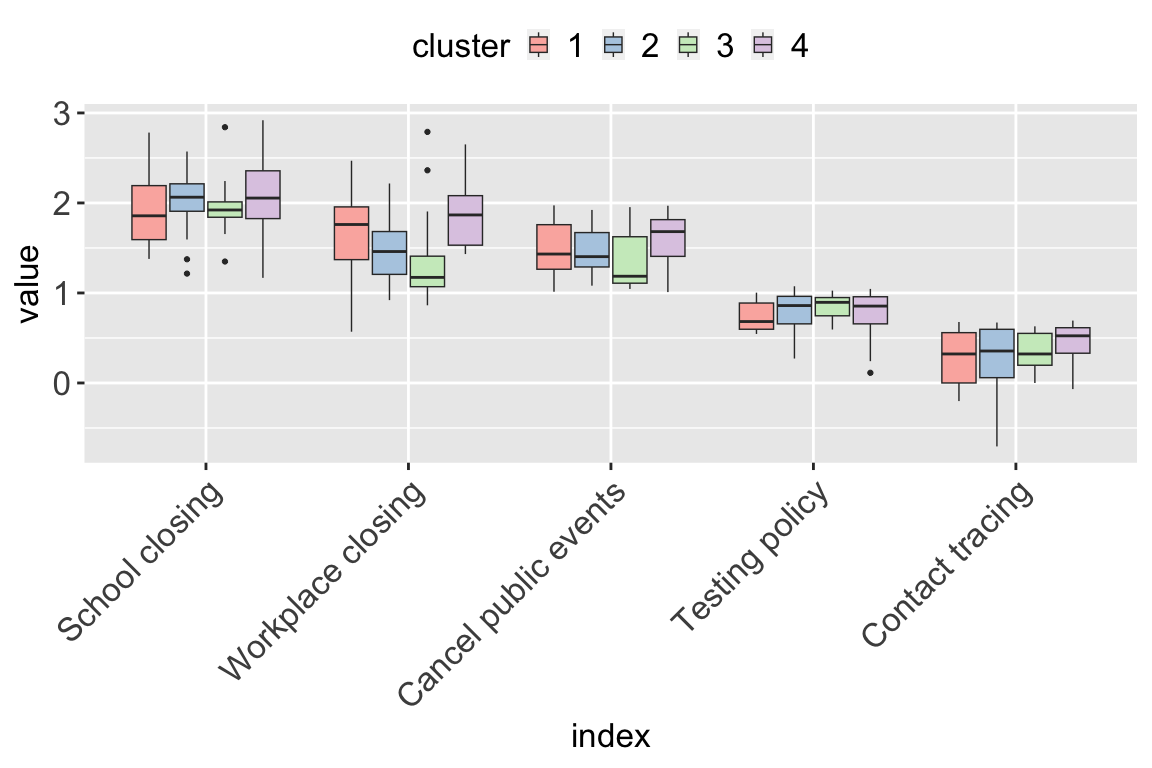 cluster 1 2 3 4
3
2
1
0
value
School closing
Workplace closing
Cancel public events
Testing policy
Contact tracing
index